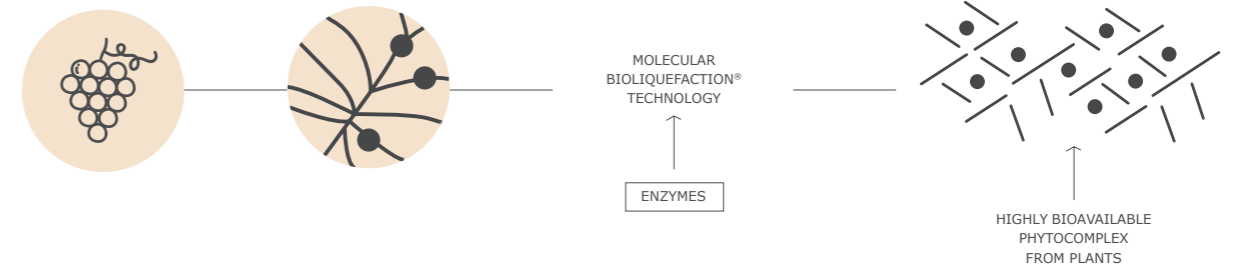 MOLECULAR
BIOLIQUEFACTION®
TECHNOLOGY
ENZYMES
HIGHLY BIOAVAILABLE
PHYTOCOMPLEX
FROM PLANTS